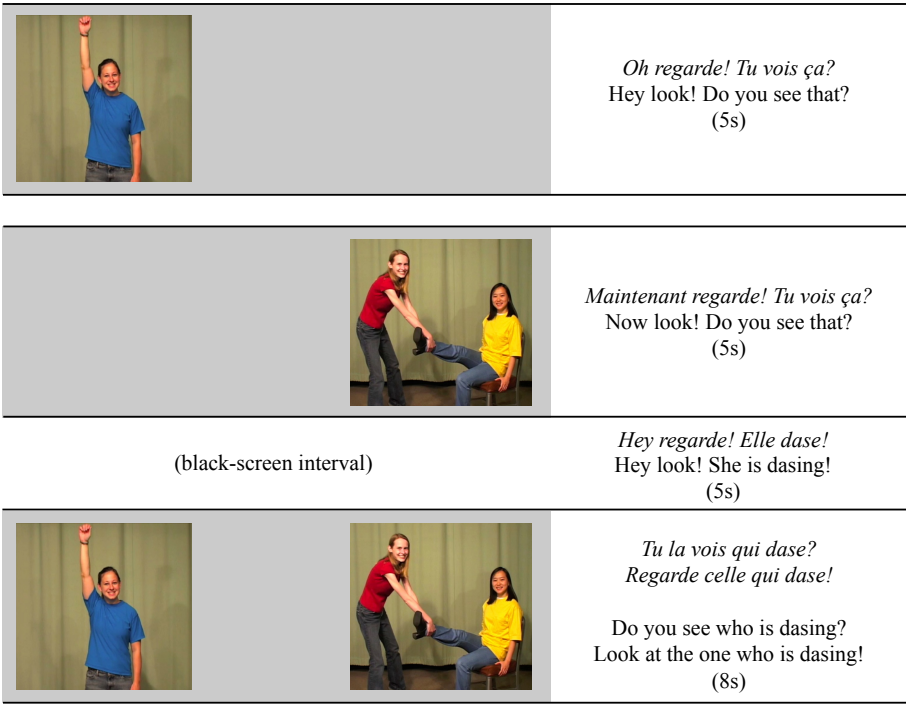 Oh regarde! Tu vois ça?
Hey look! Do you see that?
(5s)
Maintenant regarde! Tu vois ça?
Now look! Do you see that?
(5s)
(black-screen interval)
Hey regarde! Elle dase!
Hey look! She is dasing!
(5s)
Tu la vois qui dase?
Regarde celle qui dase!
Do you see who is dasing?
Look at the one who is dasing!
(8s)